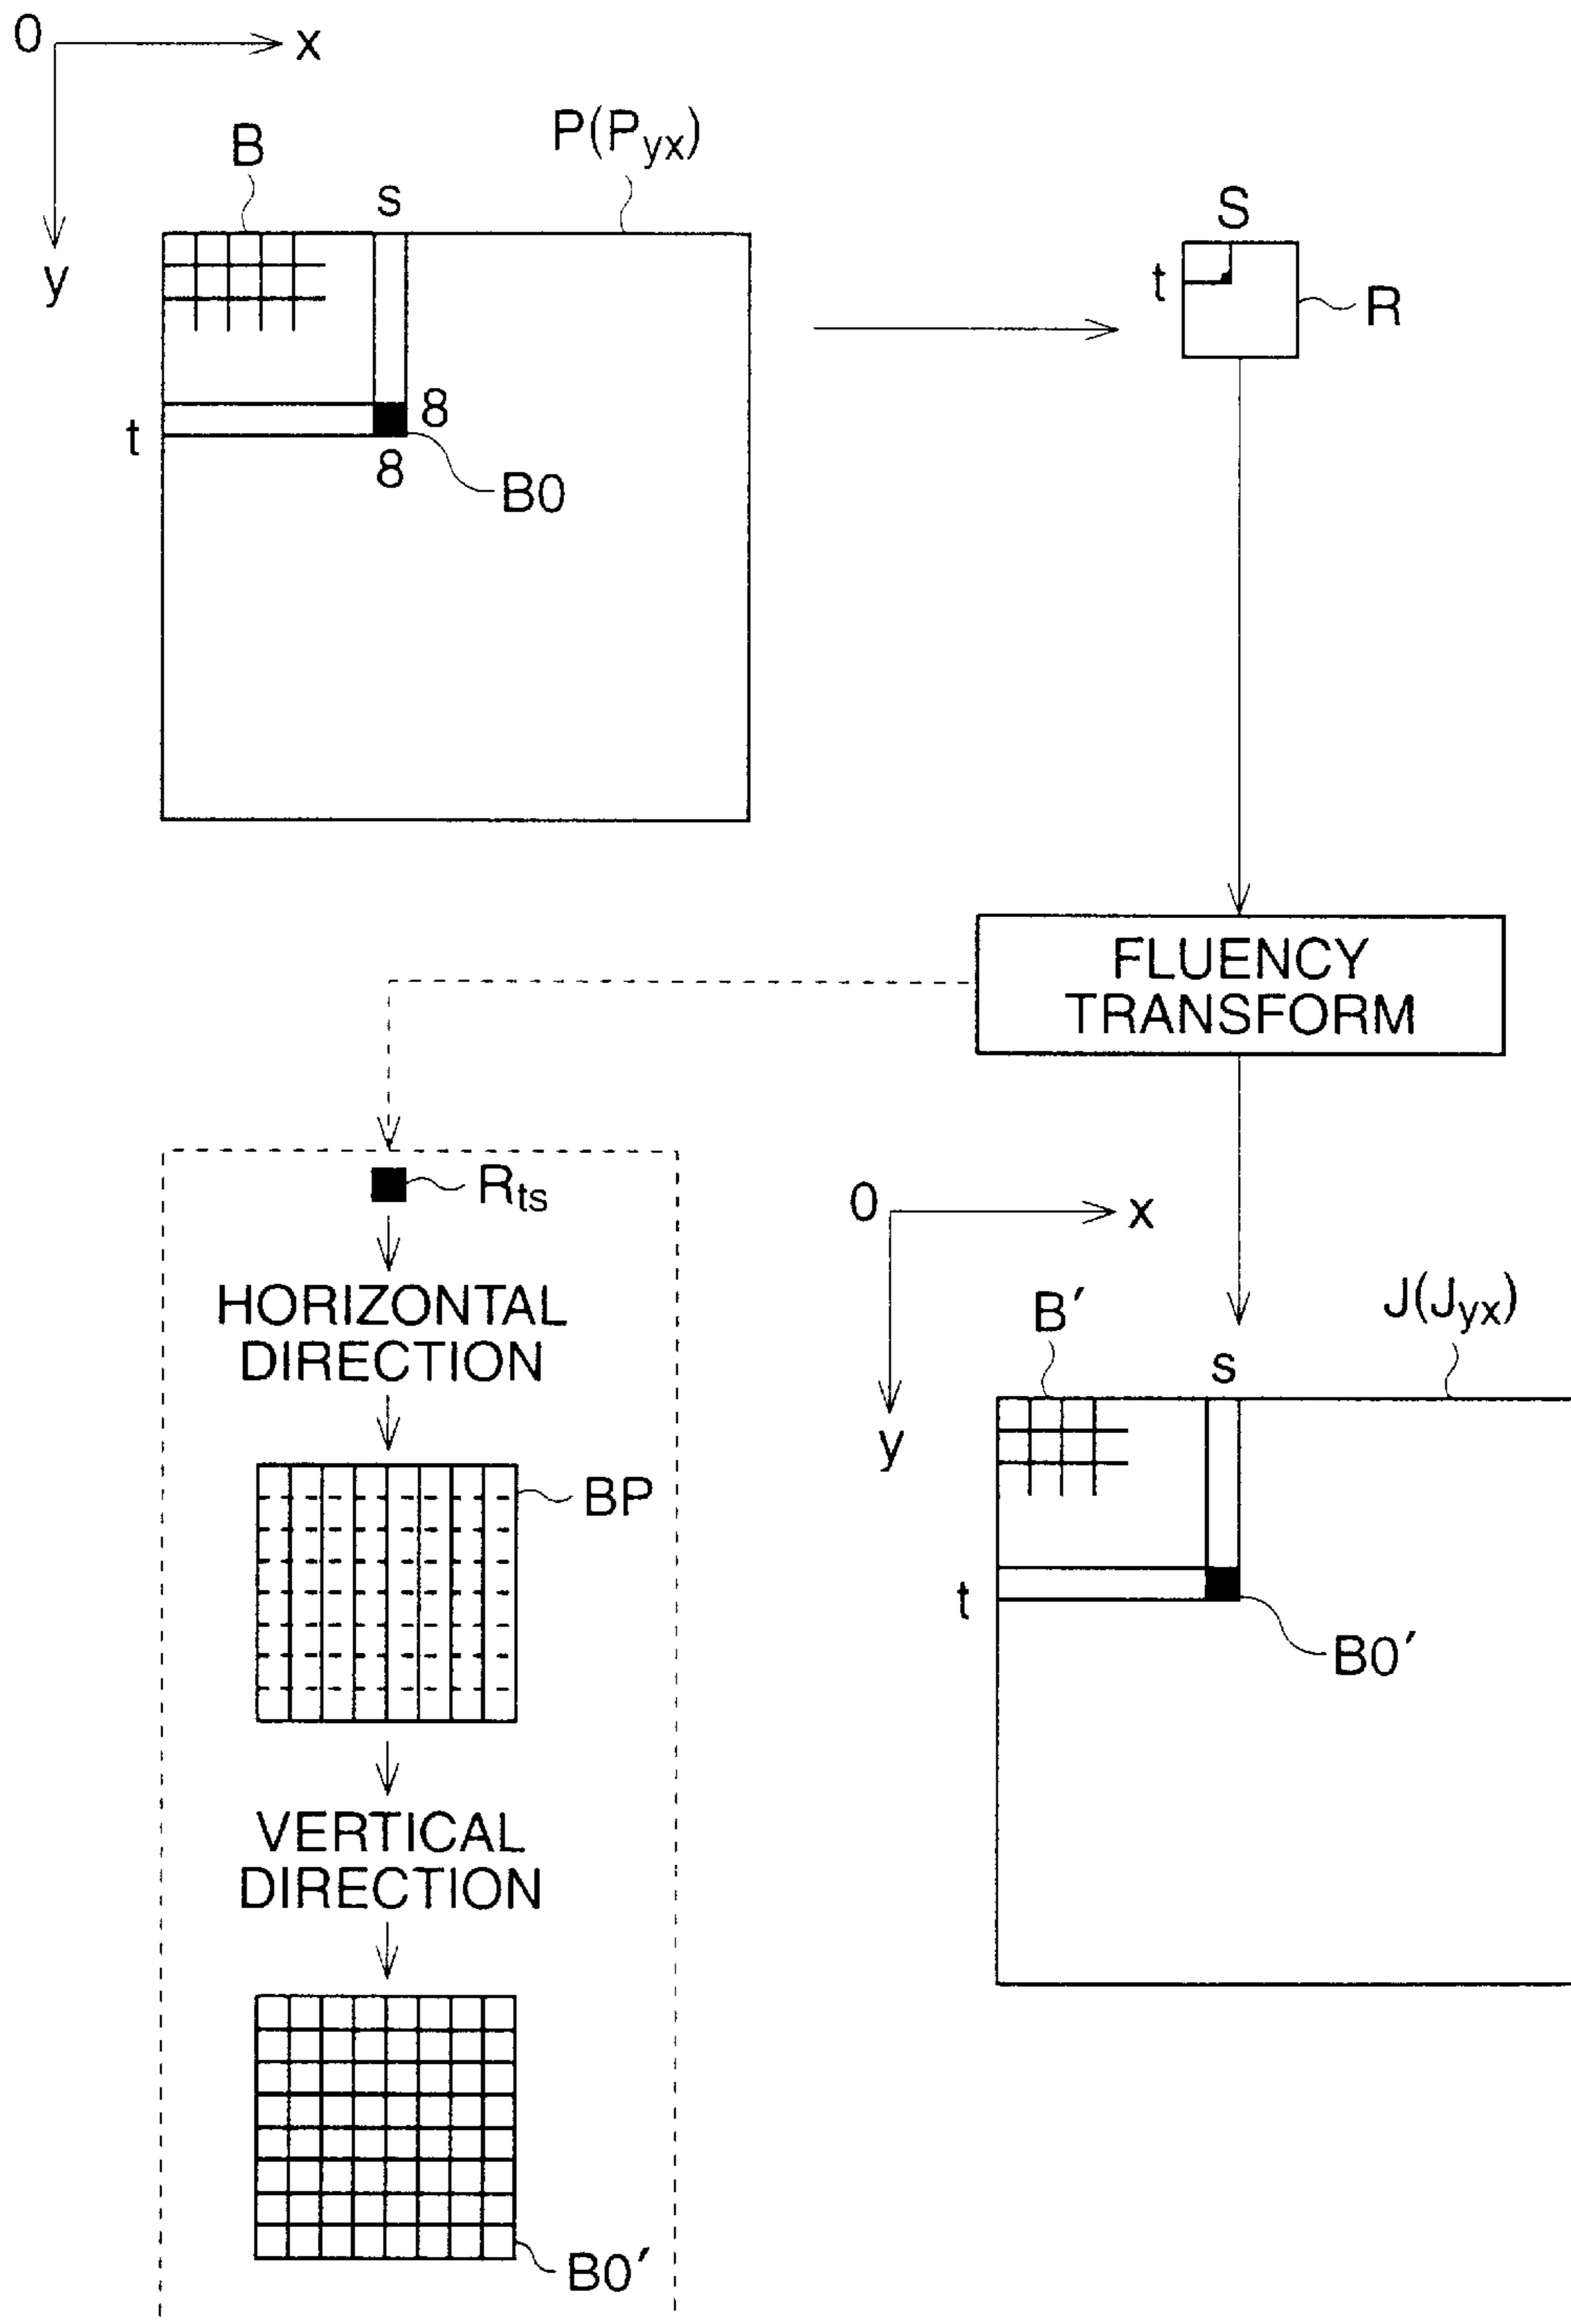 0
x
y
B
P(Pyx)
s
t
8
8
B0
S
t
R
FLUENCY
TRANSFORM
Rts
HORIZONTAL
DIRECTION
BP
VERTICAL
DIRECTION
B0′
0
x
y
B′
J(Jyx)
s
t
B0′